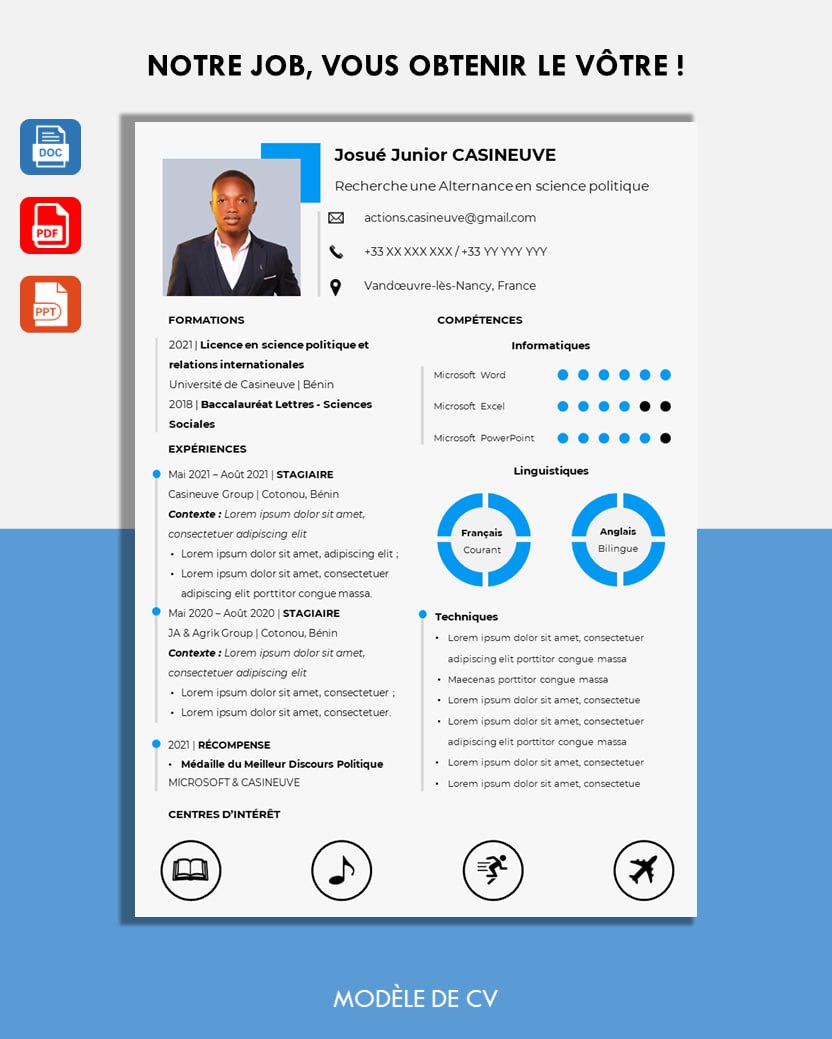 NOTRE JOB, VOUS OBTENIR LE VÔTRE !
DOC
PDF
PPT
Josué Junior CASINEUVE
Recherche une Alternance en science politique
actions.casineuve@gmail.com
+33 XX XXX XXX / +33 YY YYY YYY
Vandœuvre-lès-Nancy, France
FORMATIONS
2021 | Licence en science politique et
relations internationales
Université de Casineuve | Bénin
2018 | Baccalauréat Lettres - Sciences
Sociales
EXPÉRIENCES
Mai 2021 – Août 2021 | STAGIAIRE
Casineuve Group | Cotonou, Bénin
Contexte : Lorem ipsum dolor sit amet,
consectetuer adipiscing elit
• Lorem ipsum dolor sit amet, adipiscing elit ;
• Lorem ipsum dolor sit amet, consectetuer
adipiscing elit porttitor congue massa.
Mai 2020 – Août 2020 | STAGIAIRE
JA & Agrik Group | Cotonou, Bénin
Contexte : Lorem ipsum dolor sit amet,
consectetuer adipiscing elit
• Lorem ipsum dolor sit amet, consectetuer ;
• Lorem ipsum dolor sit amet, consectetuer.
2021 | RÉCOMPENSE
• Médaille du Meilleur Discours Politique
MICROSOFT & CASINEUVE
COMPÉTENCES
Informatiques
Microsoft Word
Microsoft Excel
Microsoft PowerPoint
Linguistiques
Français
Courant
Anglais
Bilingue
Techniques
• Lorem ipsum dolor sit amet, consectetuer
adipiscing elit porttitor congue massa
• Maecenas porttitor congue massa
• Lorem ipsum dolor sit amet, consectetue
• Lorem ipsum dolor sit amet, consectetuer
adipiscing elit porttitor congue massa
• Lorem ipsum dolor sit amet, consectetuer
• Lorem ipsum dolor sit amet, consectetue
CENTRES D'INTÉRÊT
MODÈLE DE CV